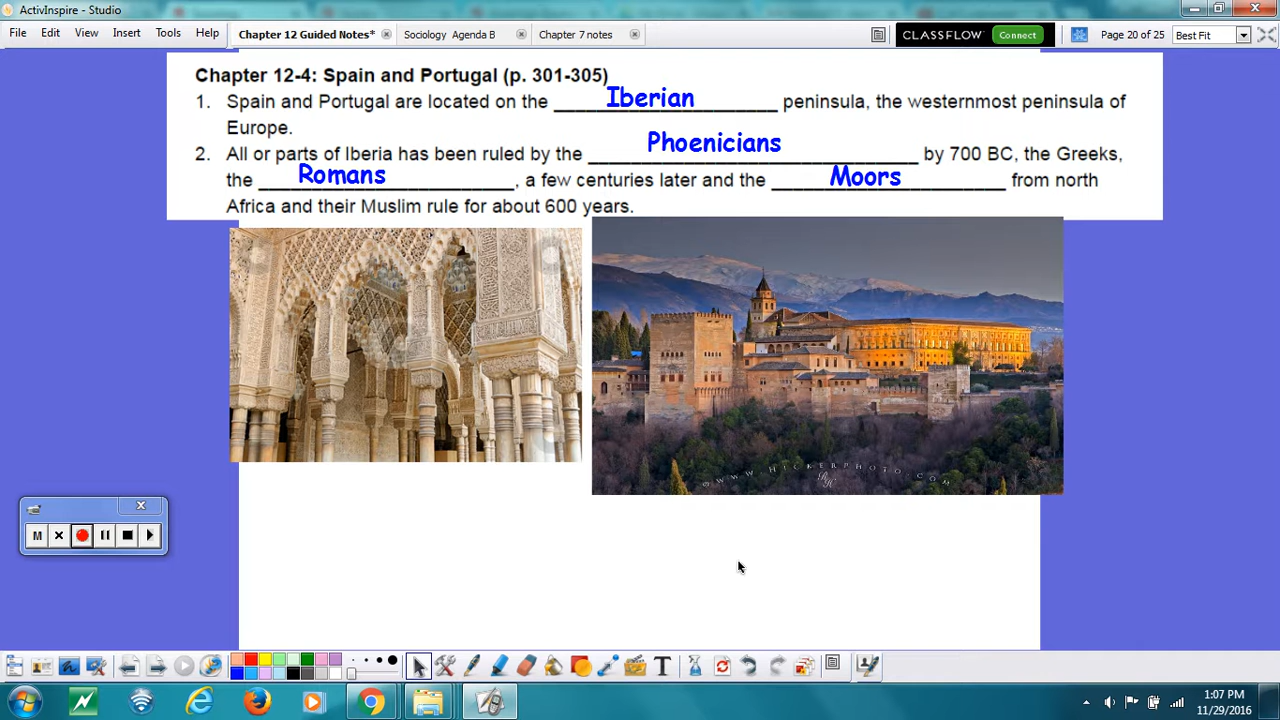 ActivInspire - Studio
File Edit View Insert Tools Help
Chapter 12 Guided Notes* Sociology Agenda B Chapter 7 notes
CLASSFLOW Connect
Page 20 of 25 Best Fit
Chapter 12-4: Spain and Portugal (p. 301-305)
1. Spain and Portugal are located on the Iberian peninsula, the westernmost peninsula of
Europe.
2. All or parts of Iberia has been ruled by the Phoenicians by 700 BC, the Greeks,
the Romans, a few centuries later and the Moors from north
Africa and their Muslim rule for about 600 years.
www.HickerPhoto.com
M
T
1:07 PM
11/29/2016